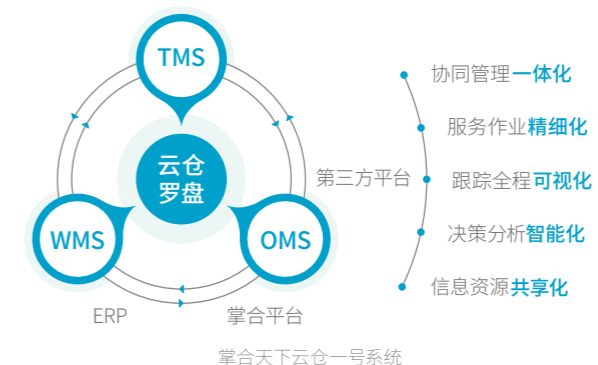 TMS
云仓
罗盘
WMS
OMS
第三方平台
ERP
掌合平台
协同管理一体化
服务作业精细化
跟踪全程可视化
决策分析智能化
信息资源共享化
掌合天下云仓一号系统